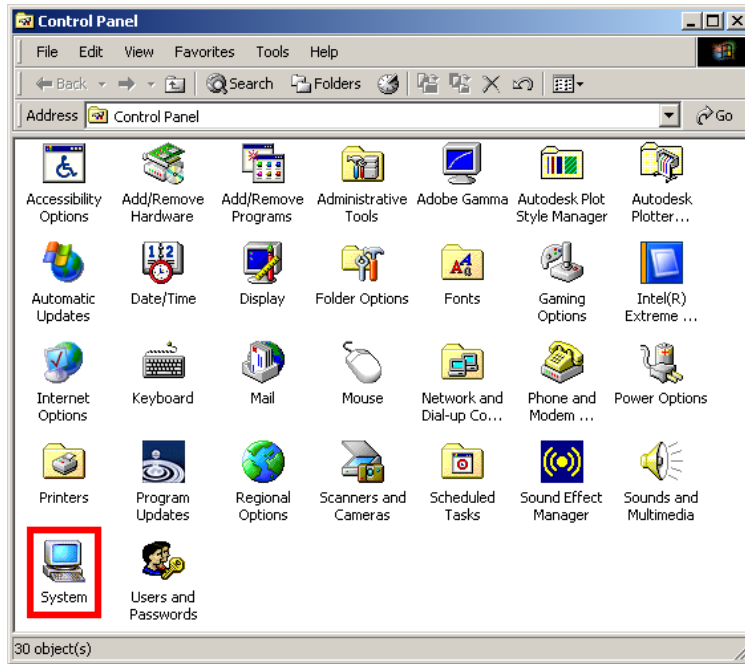 Control Panel
File Edit View Favorites Tools Help
Back Search Folders
Address Control Panel Go
Accessibility Options
Add/Remove Hardware
Add/Remove Programs
Administrative Tools
Adobe Gamma
Autodesk Plot Style Manager
Autodesk Plotter...
Automatic Updates
Date/Time
Display
Folder Options
Fonts
Gaming Options
Intel(R) Extreme ...
Internet Options
Keyboard
Mail
Mouse
Network and Dial-up Co...
Phone and Modem ...
Power Options
Printers
Program Updates
Regional Options
Scanners and Cameras
Scheduled Tasks
Sound Effect Manager
Sounds and Multimedia
System
Users and Passwords
30 object(s)